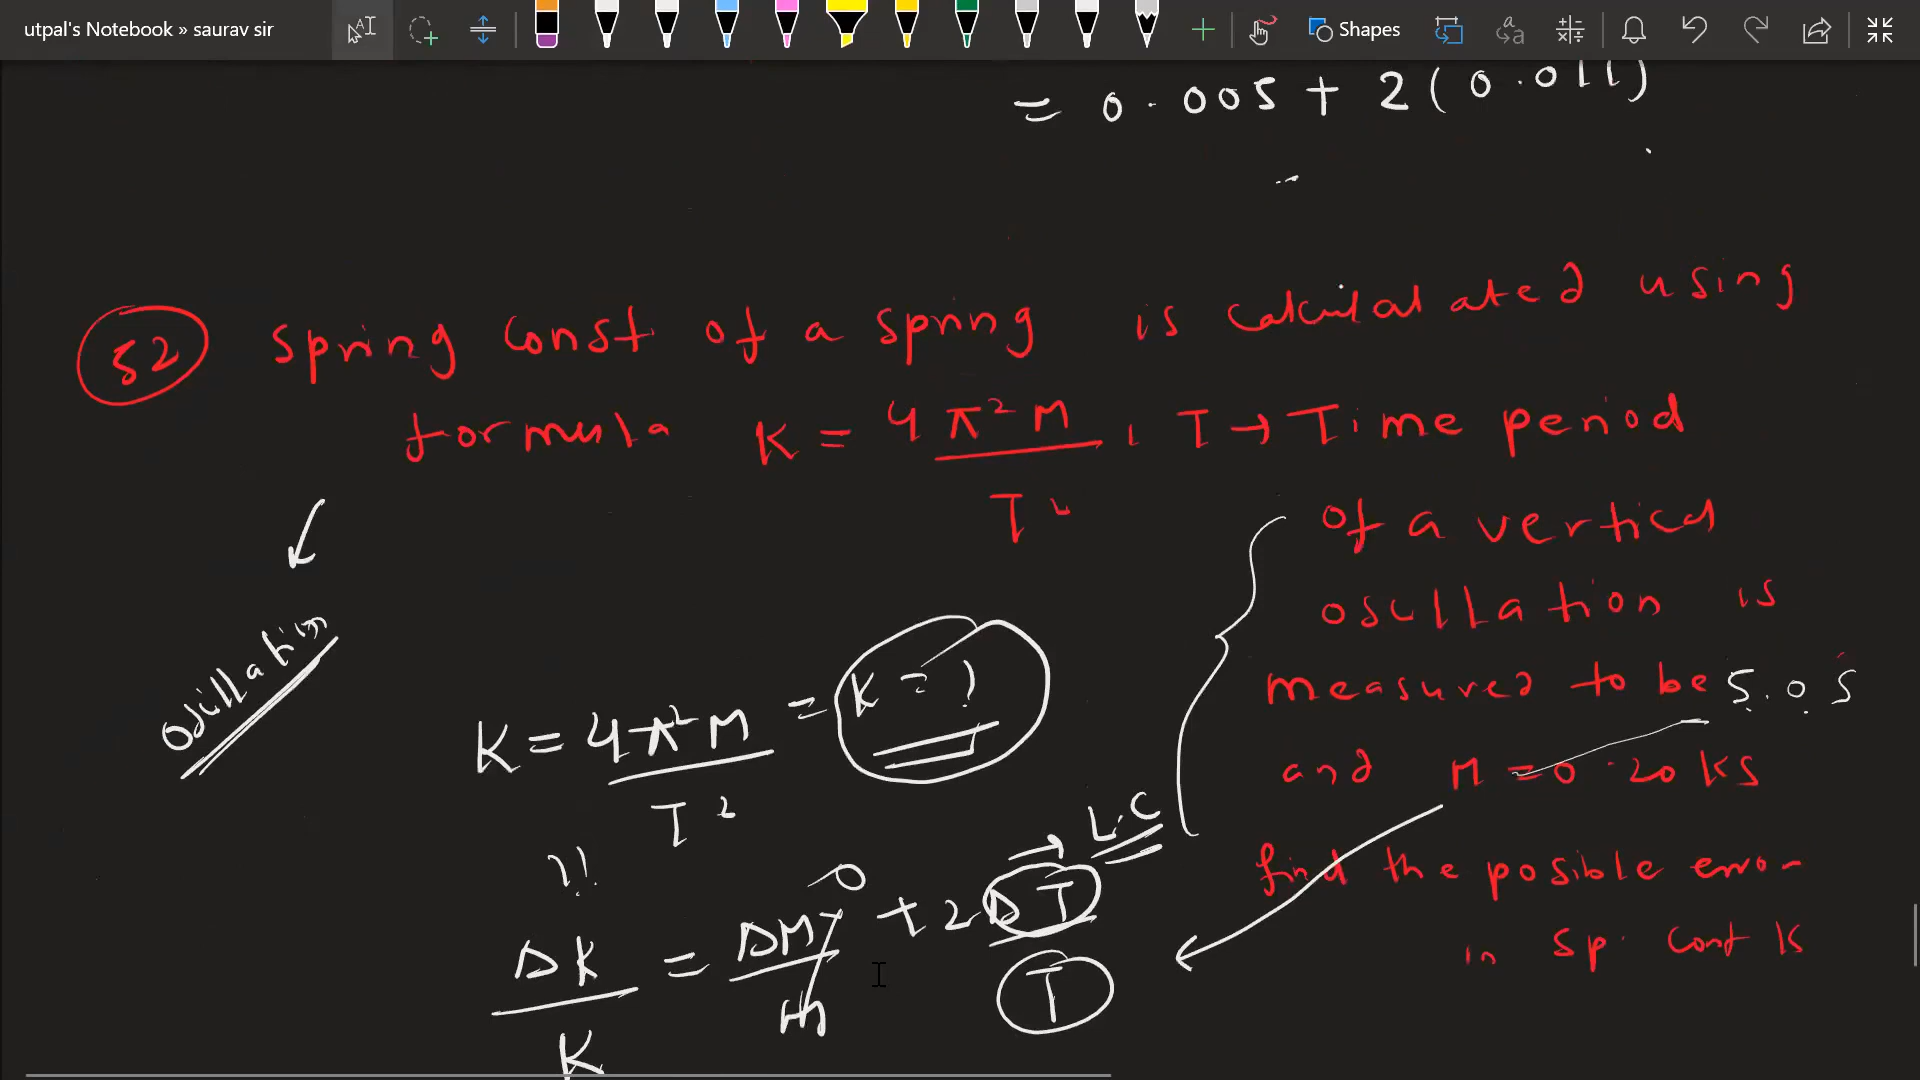 utpal's Notebook » saurav sir
Shapes
= 0.005 + 2(0.011)
52 Spring const. of a spring is calculated using
formula K = 4π²M / T² , T → Time period
of a vertical
oscillation is
measured to be 5.0 s
and M = 0.20 kg
find the posible error
in sp. const K
Oscillation
K = 4π²M / T² = K = ?
L.C
??
ΔK / K = ΔM / m 0 + 2 ΔT / T